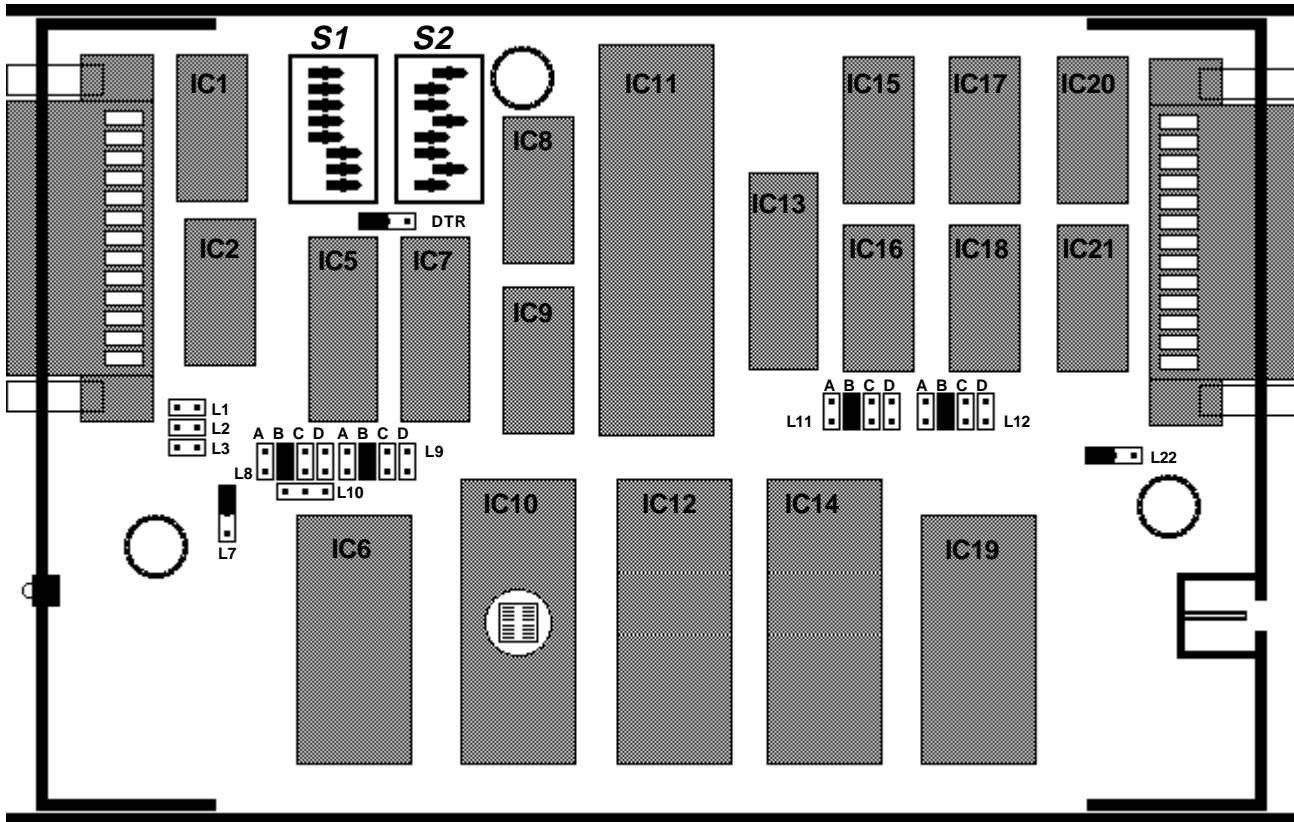 S1 S2
IC1 IC11 IC15 IC17 IC20
IC8
IC13
DTR
IC2 IC5 IC7 IC16 IC18 IC21
IC9
A B C D A B C D
L1
L11 L12
L2
A B C D A B C D
L3 L9
L8
L22
L10
IC10 IC12 IC14
L7
IC6 IC19